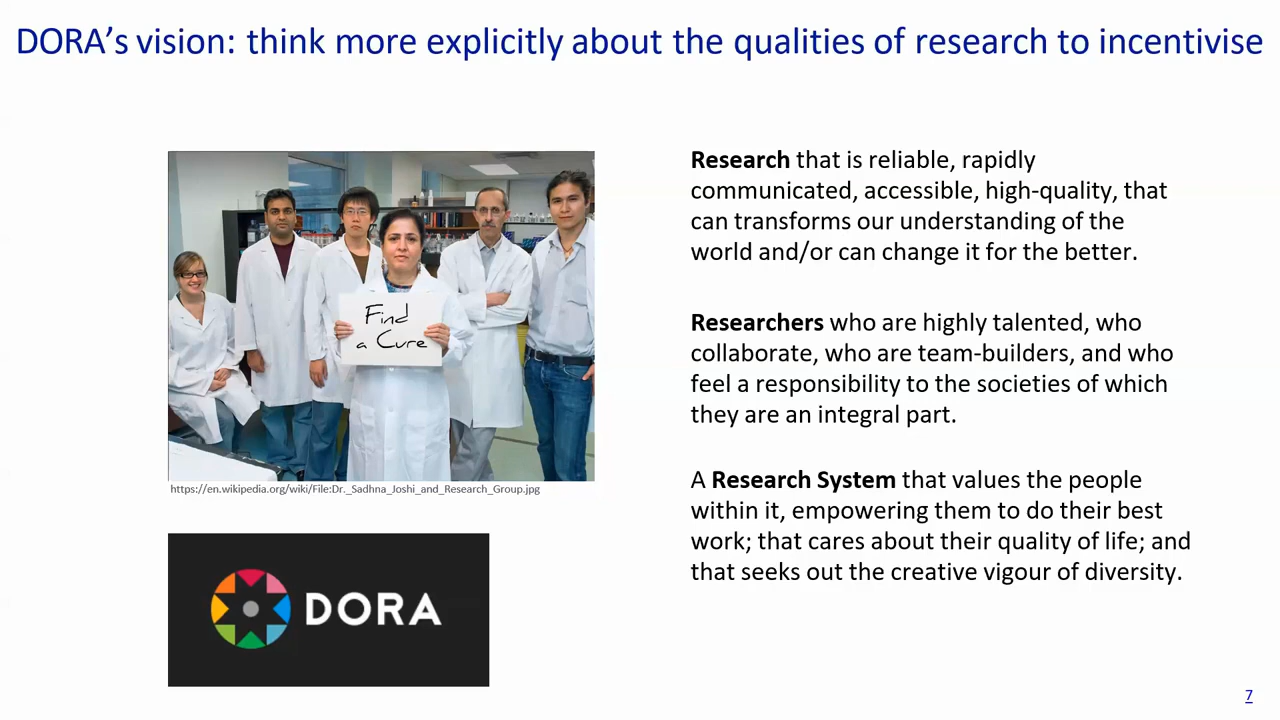 DORA’s vision: think more explicitly about the qualities of research to incentivise
Find
a Cure
https://en.wikipedia.org/wiki/File:Dr._Sadhna_Joshi_and_Research_Group.jpg
DORA
Research that is reliable, rapidly
communicated, accessible, high-quality, that
can transforms our understanding of the
world and/or can change it for the better.
Researchers who are highly talented, who
collaborate, who are team-builders, and who
feel a responsibility to the societies of which
they are an integral part.
A Research System that values the people
within it, empowering them to do their best
work; that cares about their quality of life; and
that seeks out the creative vigour of diversity.
7